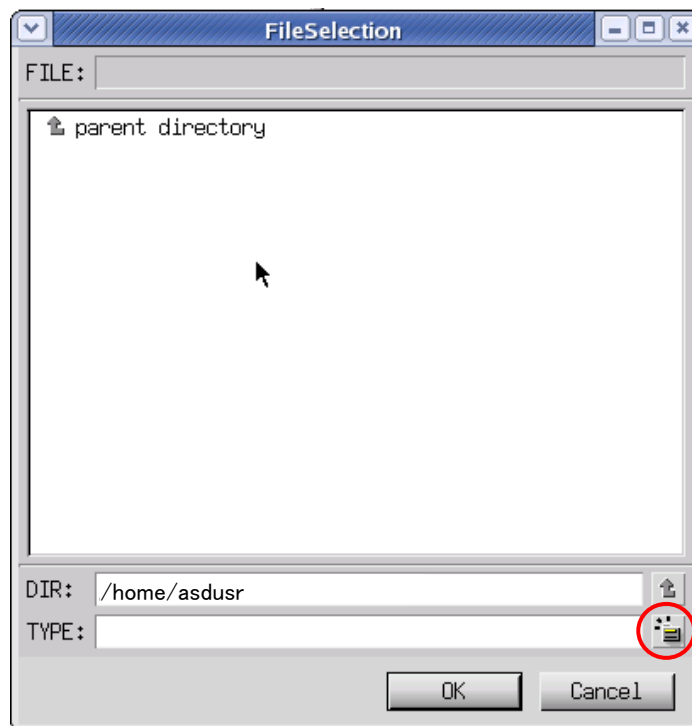 FileSelection
FILE:
parent directory
DIR: /home/asdusr
TYPE:
OK Cancel